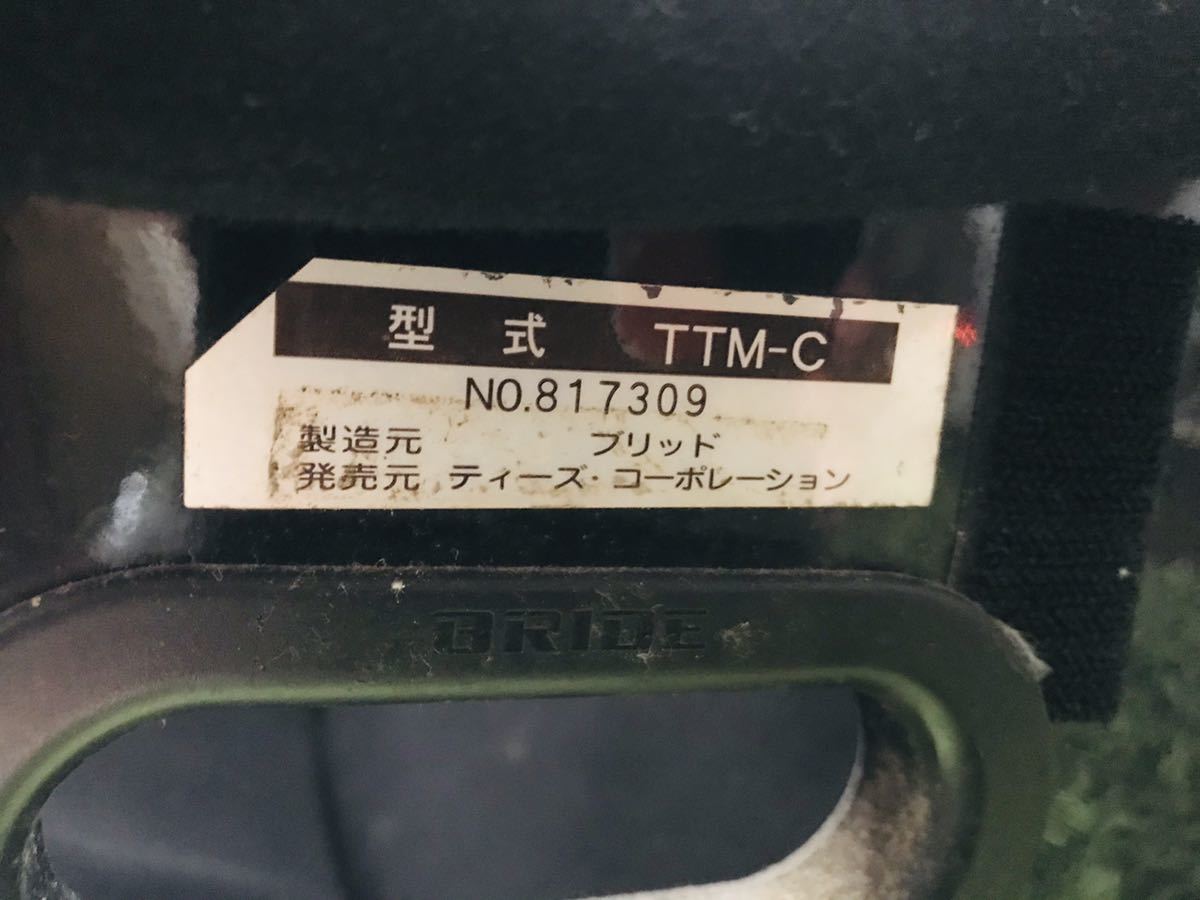 型 式 TTM-C
NO.817309
製造元 ブリッド
発売元 ティーズ・コーポレーション
BRIDE